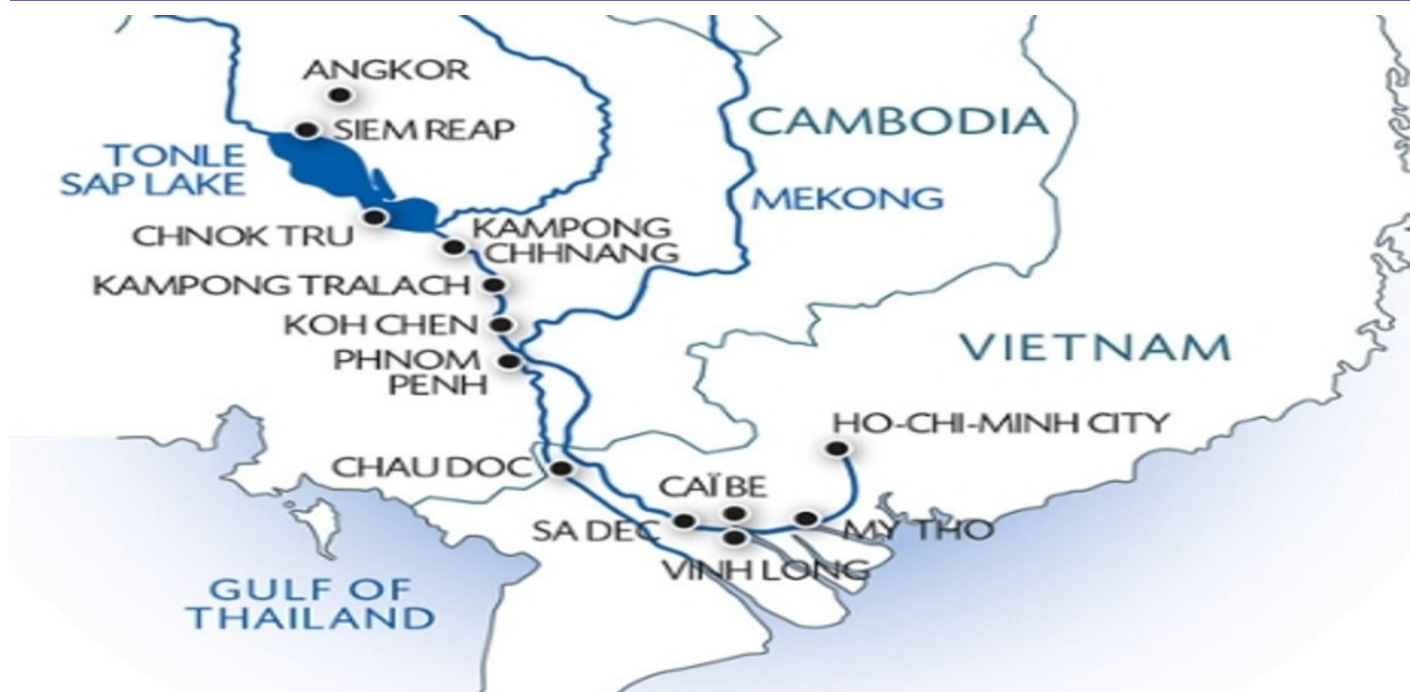 ANGKOR
SIEM REAP
TONLE
SAP LAKE
CAMBODIA
MEKONG
CHNOK TRU
KAMPONG
CHHNANG
KAMPONG TRALACH
KOH CHEN
PHNOM
PENH
VIETNAM
HO-CHI-MINH CITY
CHAU DOC
CAÏ BE
SA DEC
MY THO
VINH LONG
GULF OF
THAILAND